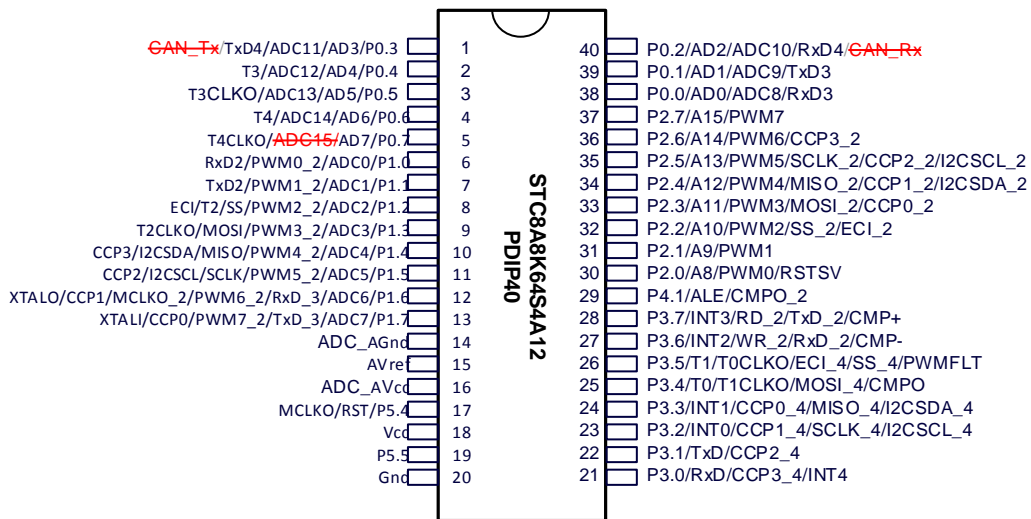 CAN_Tx/TxD4/ADC11/AD3/P0.3 1
T3/ADC12/AD4/P0.4 2
T3CLKO/ADC13/AD5/P0.5 3
T4/ADC14/AD6/P0.6 4
T4CLKO/ADC15/AD7/P0.7 5
RxD2/PWM0_2/ADC0/P1.0 6
TxD2/PWM1_2/ADC1/P1.1 7
ECI/T2/SS/PWM2_2/ADC2/P1.2 8
T2CLKO/MOSI/PWM3_2/ADC3/P1.3 9
CCP3/I2CSDA/MISO/PWM4_2/ADC4/P1.4 10
CCP2/I2CSCL/SCLK/PWM5_2/ADC5/P1.5 11
XTALO/CCP1/MCLKO_2/PWM6_2/RxD_3/ADC6/P1.6 12
XTALI/CCP0/PWM7_2/TxD_3/ADC7/P1.7 13
ADC_AGnd 14
AVref 15
ADC_AVcc 16
MCLKO/RST/P5.4 17
Vcc 18
P5.5 19
Gnd 20
STC8A8K64S4A12
PDIP40
40 P0.2/AD2/ADC10/RxD4/CAN_Rx
39 P0.1/AD1/ADC9/TxD3
38 P0.0/AD0/ADC8/RxD3
37 P2.7/A15/PWM7
36 P2.6/A14/PWM6/CCP3_2
35 P2.5/A13/PWM5/SCLK_2/CCP2_2/I2CSCL_2
34 P2.4/A12/PWM4/MISO_2/CCP1_2/I2CSDA_2
33 P2.3/A11/PWM3/MOSI_2/CCP0_2
32 P2.2/A10/PWM2/SS_2/ECI_2
31 P2.1/A9/PWM1
30 P2.0/A8/PWM0/RSTSV
29 P4.1/ALE/CMPO_2
28 P3.7/INT3/RD_2/TxD_2/CMP+
27 P3.6/INT2/WR_2/RxD_2/CMP-
26 P3.5/T1/T0CLKO/ECI_4/SS_4/PWMFLT
25 P3.4/T0/T1CLKO/MOSI_4/CMPO
24 P3.3/INT1/CCP0_4/MISO_4/I2CSDA_4
23 P3.2/INT0/CCP1_4/SCLK_4/I2CSCL_4
22 P3.1/TxD/CCP2_4
21 P3.0/RxD/CCP3_4/INT4